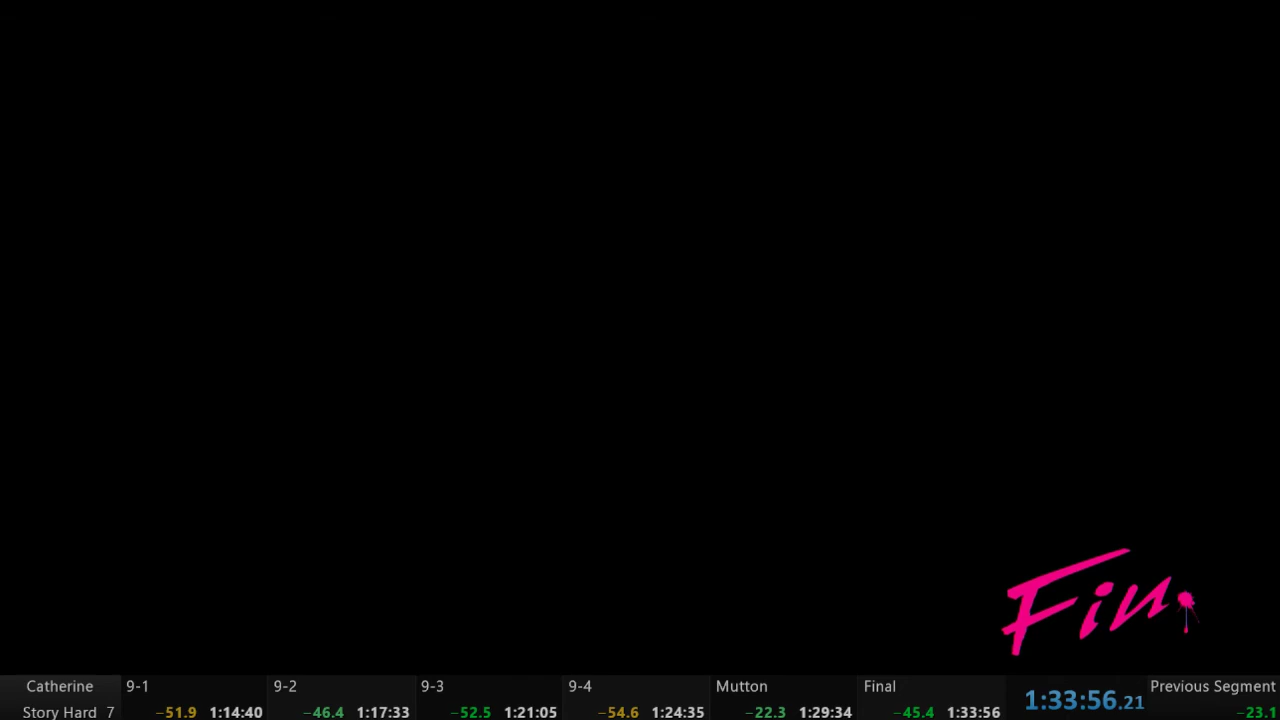 Fin.
Catherine
Story Hard 7
9-1
−51.9 1:14:40
9-2
−46.4 1:17:33
9-3
−52.5 1:21:05
9-4
−54.6 1:24:35
Mutton
−22.3 1:29:34
Final
−45.4 1:33:56
1:33:56.21
Previous Segment
−23.1